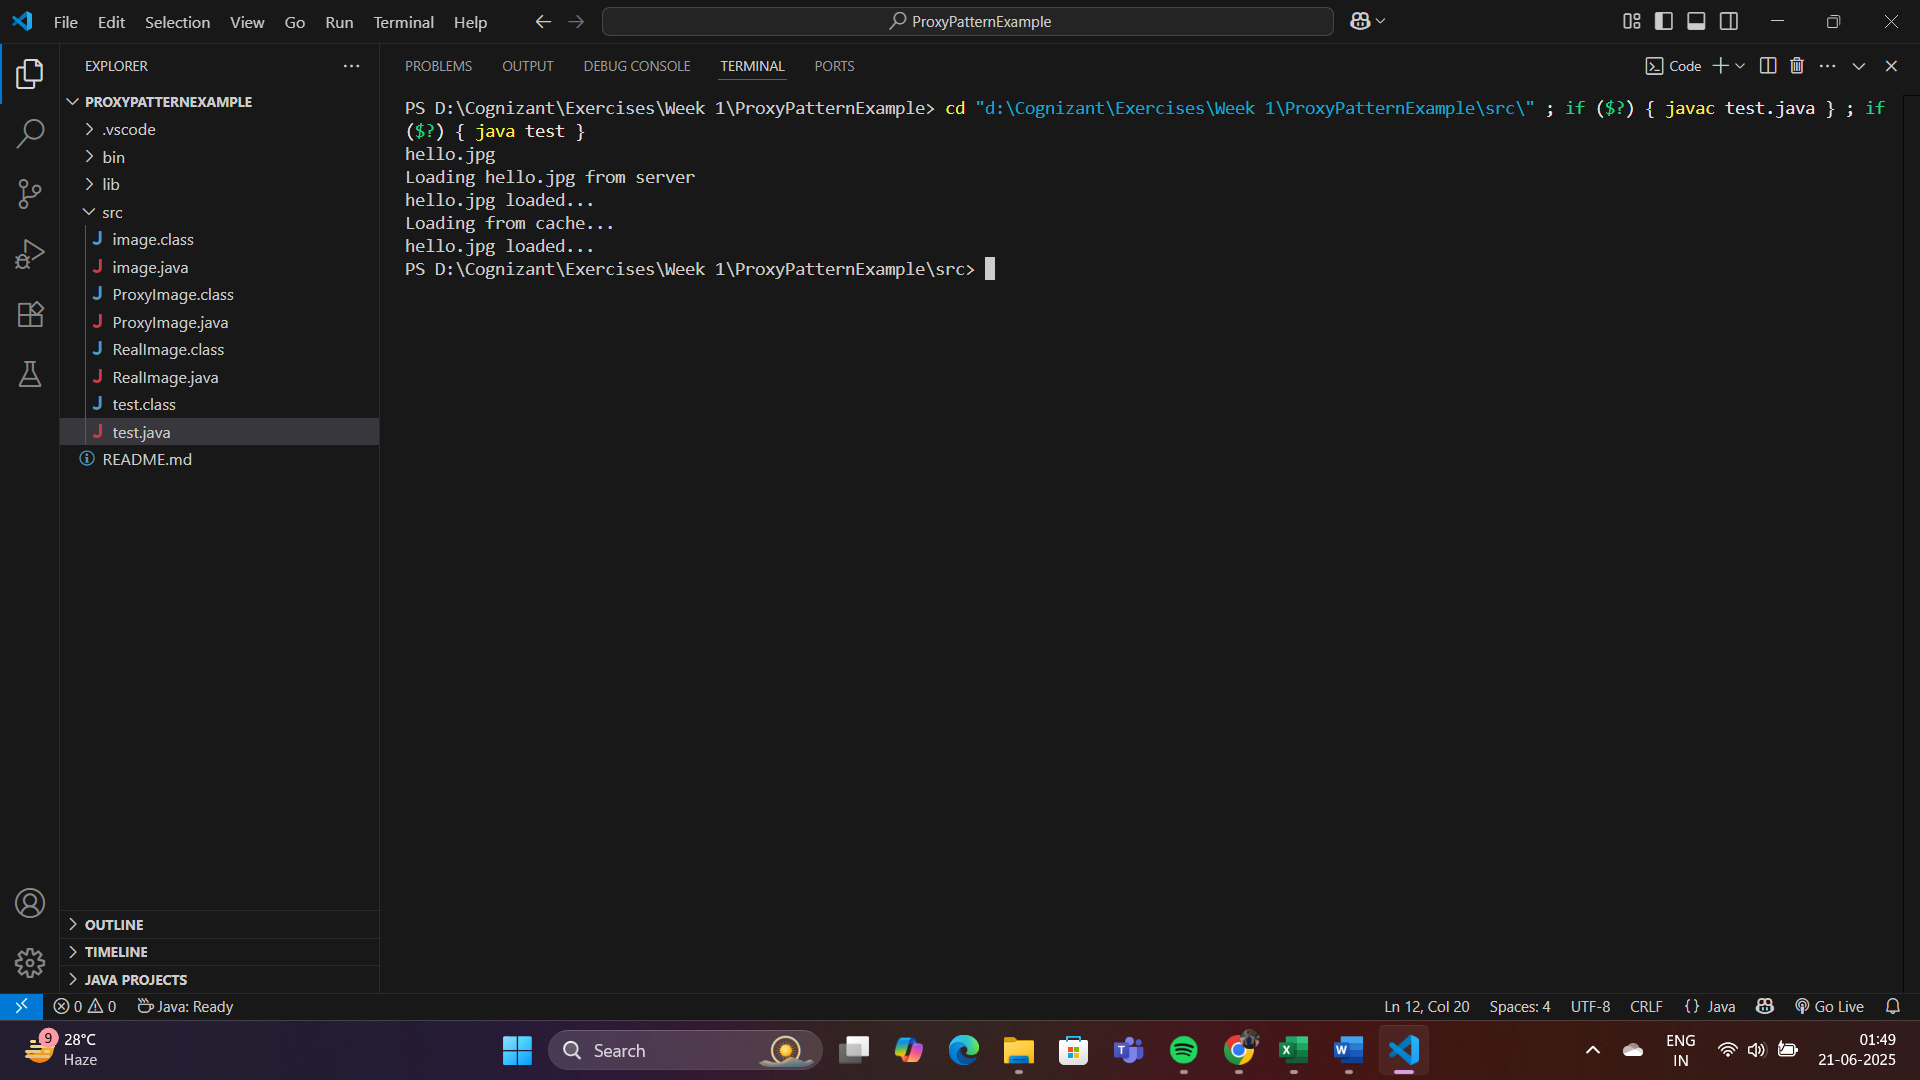 File Edit Selection View Go Run Terminal Help
ProxyPatternExample
EXPLORER
PROXYPATTERNEXAMPLE
.vscode
bin
lib
src
image.class
image.java
ProxyImage.class
ProxyImage.java
RealImage.class
RealImage.java
test.class
test.java
README.md
OUTLINE
TIMELINE
JAVA PROJECTS
PROBLEMS OUTPUT DEBUG CONSOLE TERMINAL PORTS
Code
PS D:\Cognizant\Exercises\Week 1\ProxyPatternExample> cd "d:\Cognizant\Exercises\Week 1\ProxyPatternExample\src\" ; if ($?) { javac test.java } ; if
($?) { java test }
hello.jpg
Loading hello.jpg from server
hello.jpg loaded...
Loading from cache...
hello.jpg loaded...
PS D:\Cognizant\Exercises\Week 1\ProxyPatternExample\src>
0 0 Java: Ready
Ln 12, Col 20 Spaces: 4 UTF-8 CRLF {} Java Go Live
9
28°C
Haze
Search
ENG
IN
01:49
21-06-2025